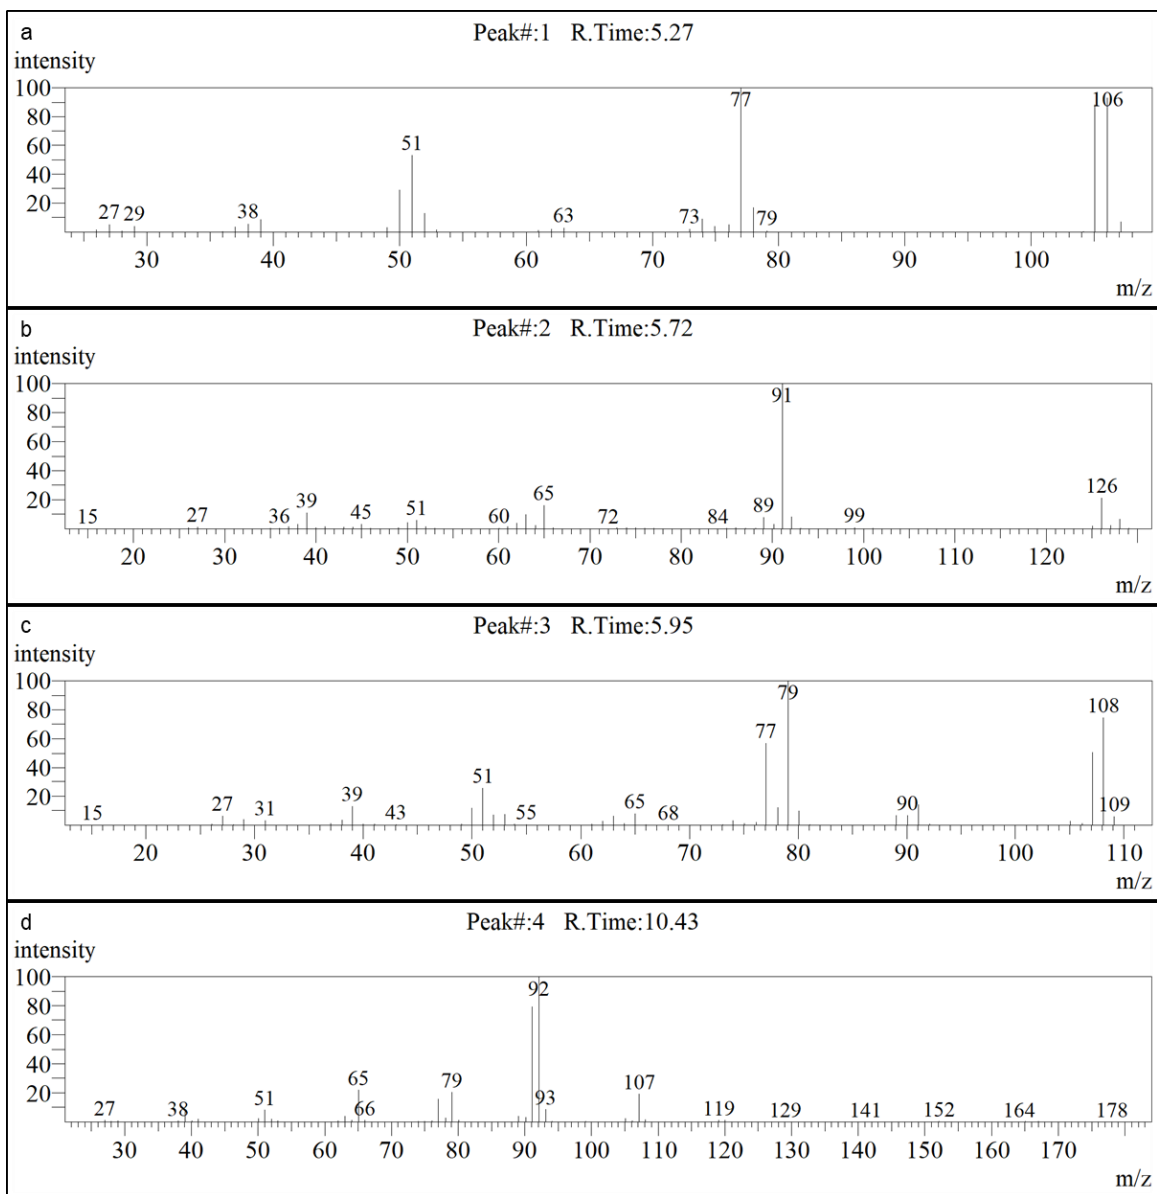 a
Peak#:1 R.Time:5.27
intensity
100
80
60
40
20
27 29 38 51 63 73 77 79 106
30 40 50 60 70 80 90 100
m/z
b
Peak#:2 R.Time:5.72
intensity
100
80
60
40
20
15 27 36 39 45 51 60 65 72 84 89 91 99 126
20 30 40 50 60 70 80 90 100 110 120
m/z
c
Peak#:3 R.Time:5.95
intensity
100
80
60
40
20
15 27 31 39 43 51 55 65 68 77 79 90 108 109
20 30 40 50 60 70 80 90 100 110
m/z
d
Peak#:4 R.Time:10.43
intensity
100
80
60
40
20
27 38 51 65 66 79 92 93 107 119 129 141 152 164 178
30 40 50 60 70 80 90 100 110 120 130 140 150 160 170
m/z